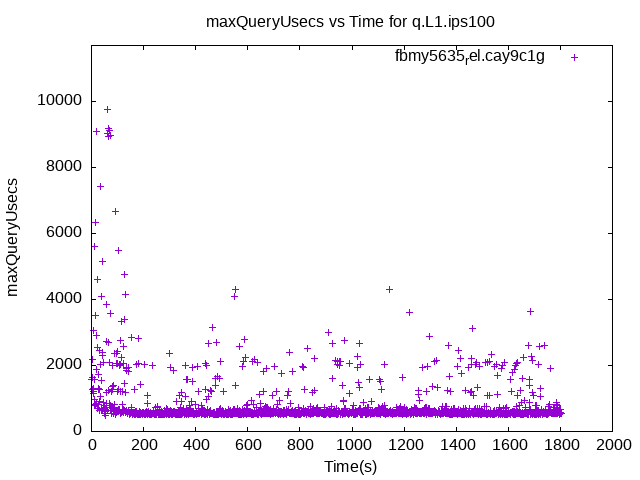 maxQueryUsecs vs Time for q.L1.ips100
fbmy5635rel.cay9c1g
maxQueryUsecs
10000
8000
6000
4000
2000
0
0 200 400 600 800 1000 1200 1400 1600 1800 2000
Time(s)